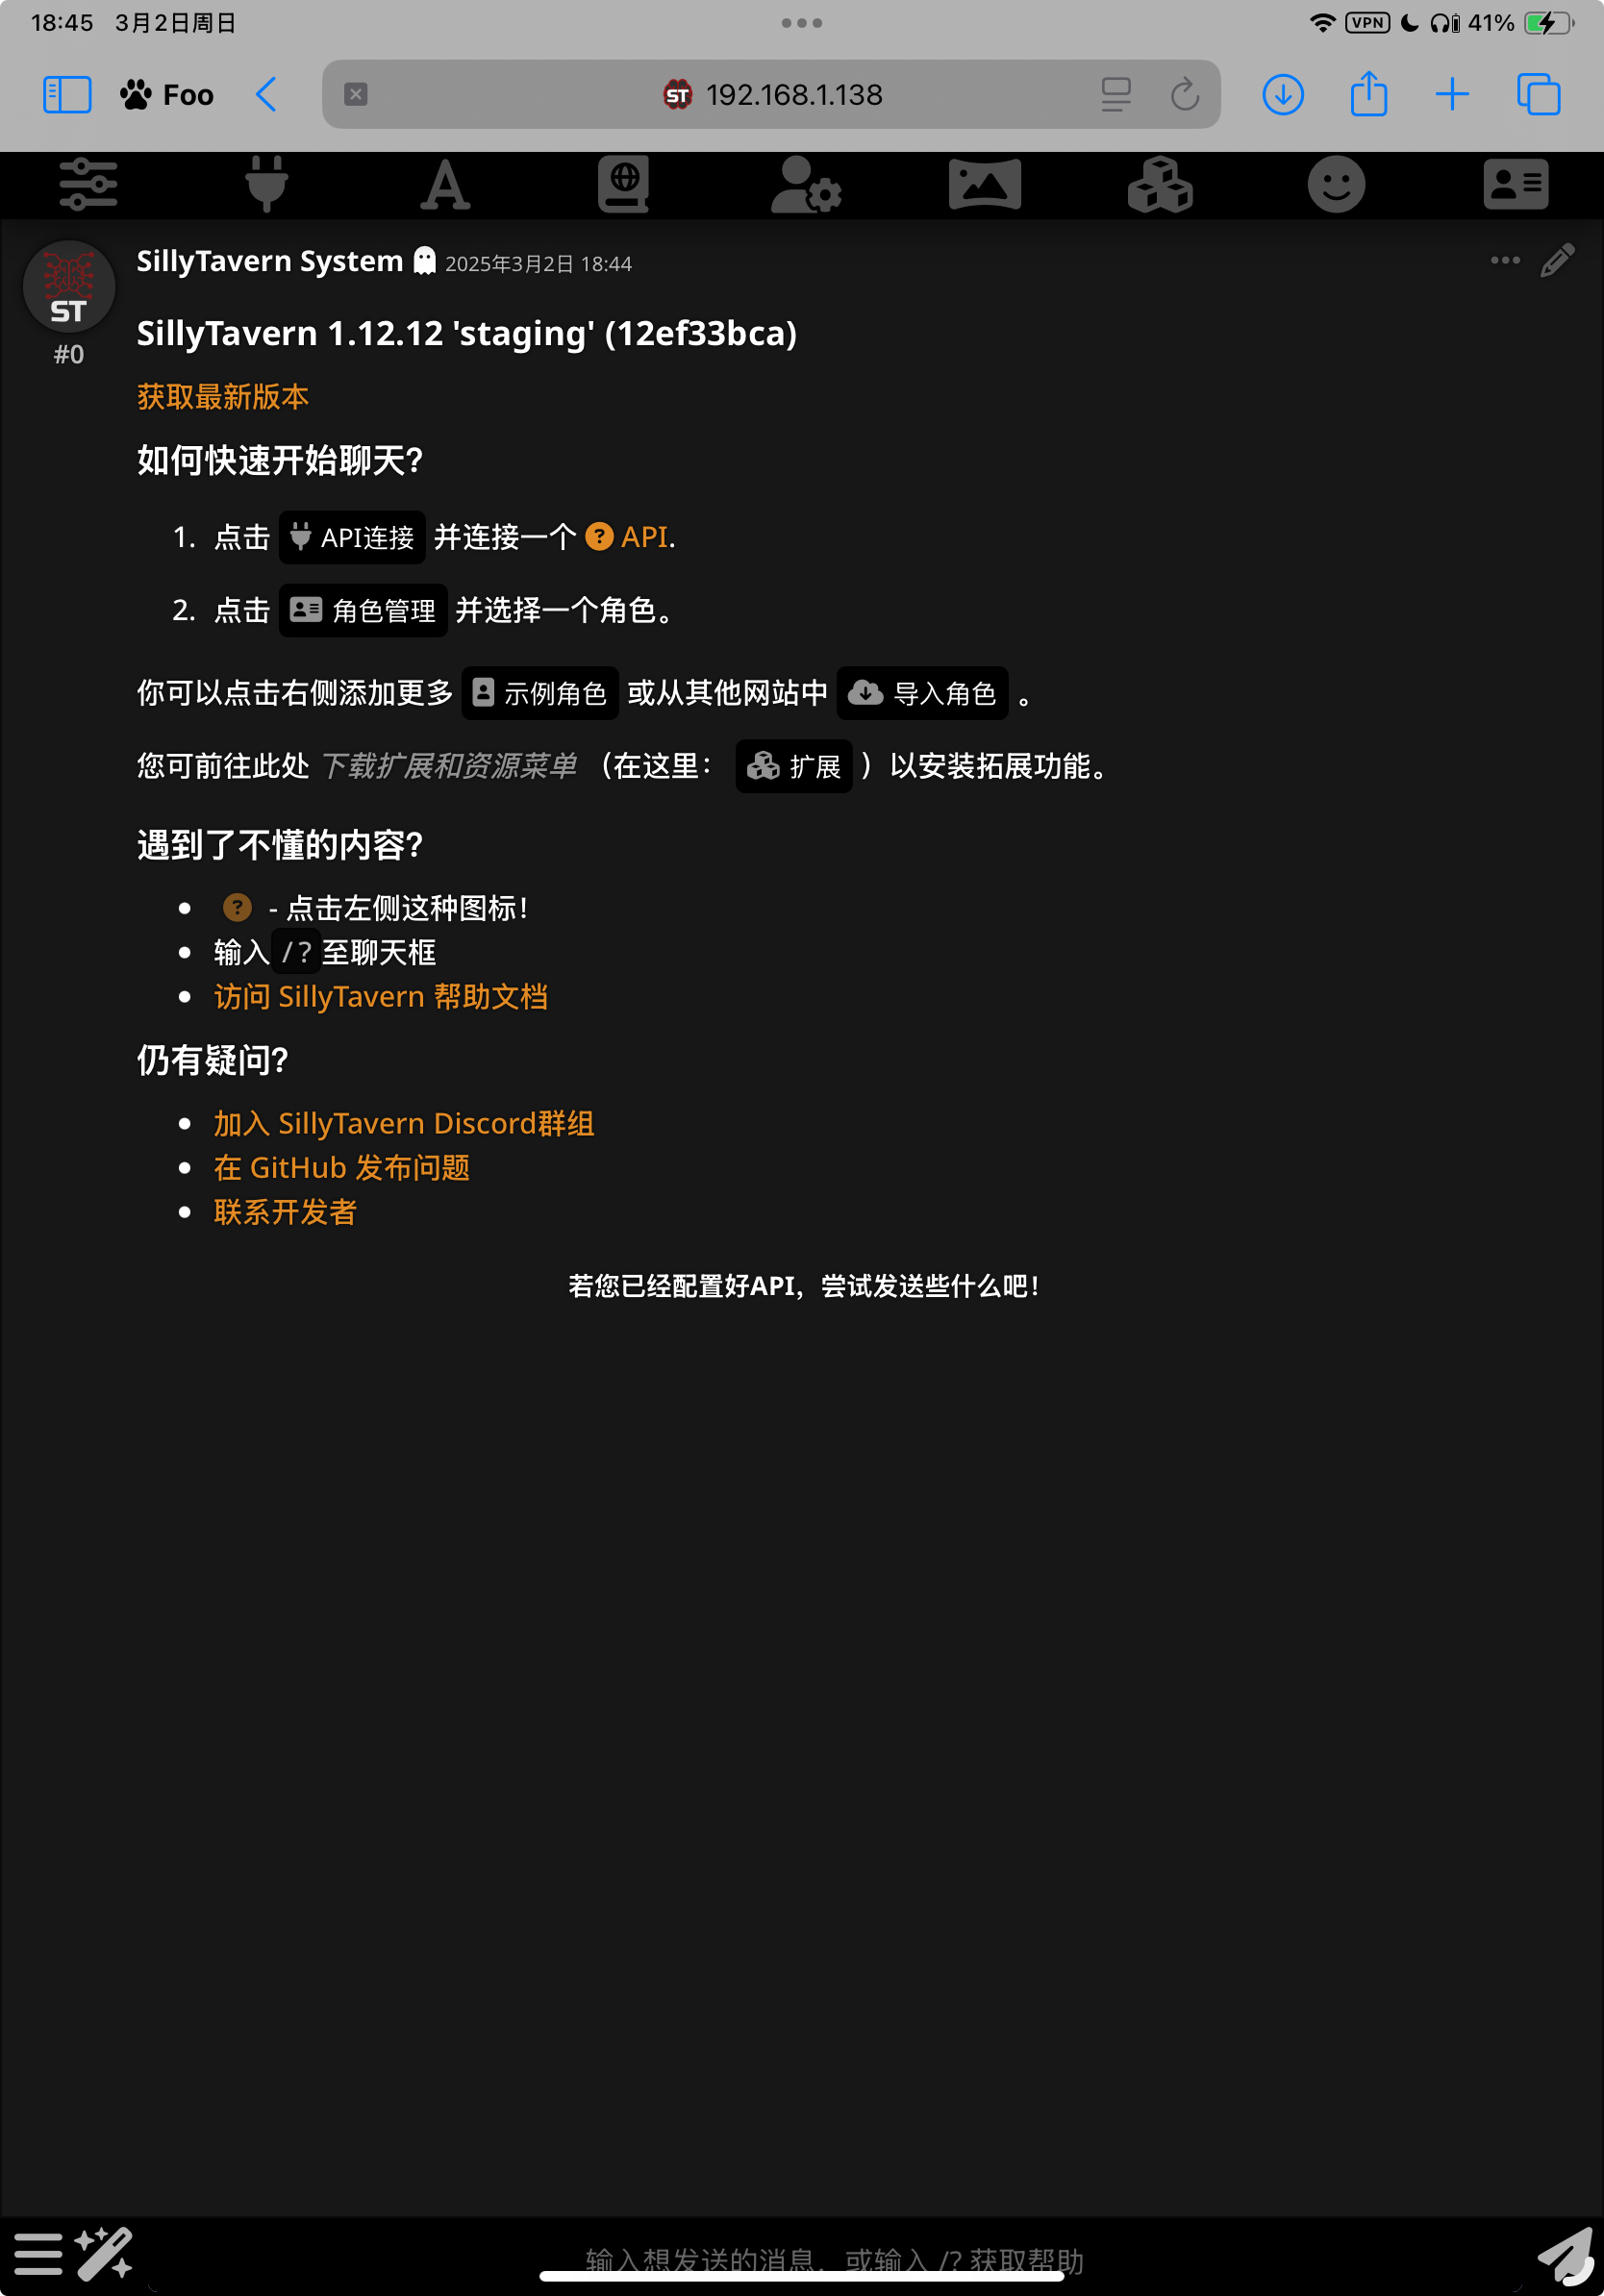 18:45 3月2日周日 VPN 41%
Foo 192.168.1.138
SillyTavern System 2025年3月2日 18:44
ST
#0
SillyTavern 1.12.12 'staging' (12ef33bca)
获取最新版本
如何快速开始聊天？
1. 点击 API连接 并连接一个 ? API.
2. 点击 角色管理 并选择一个角色。
你可以点击右侧添加更多 示例角色 或从其他网站中 导入角色 。
您可前往此处 下载扩展和资源菜单 （在这里： 扩展 ）以安装拓展功能。
遇到了不懂的内容？
• ? - 点击左侧这种图标！
• 输入 /? 至聊天框
• 访问 SillyTavern 帮助文档
仍有疑问？
• 加入 SillyTavern Discord群组
• 在 GitHub 发布问题
• 联系开发者
若您已经配置好API，尝试发送些什么吧！
输入想发送的消息，或输入 /? 获取帮助